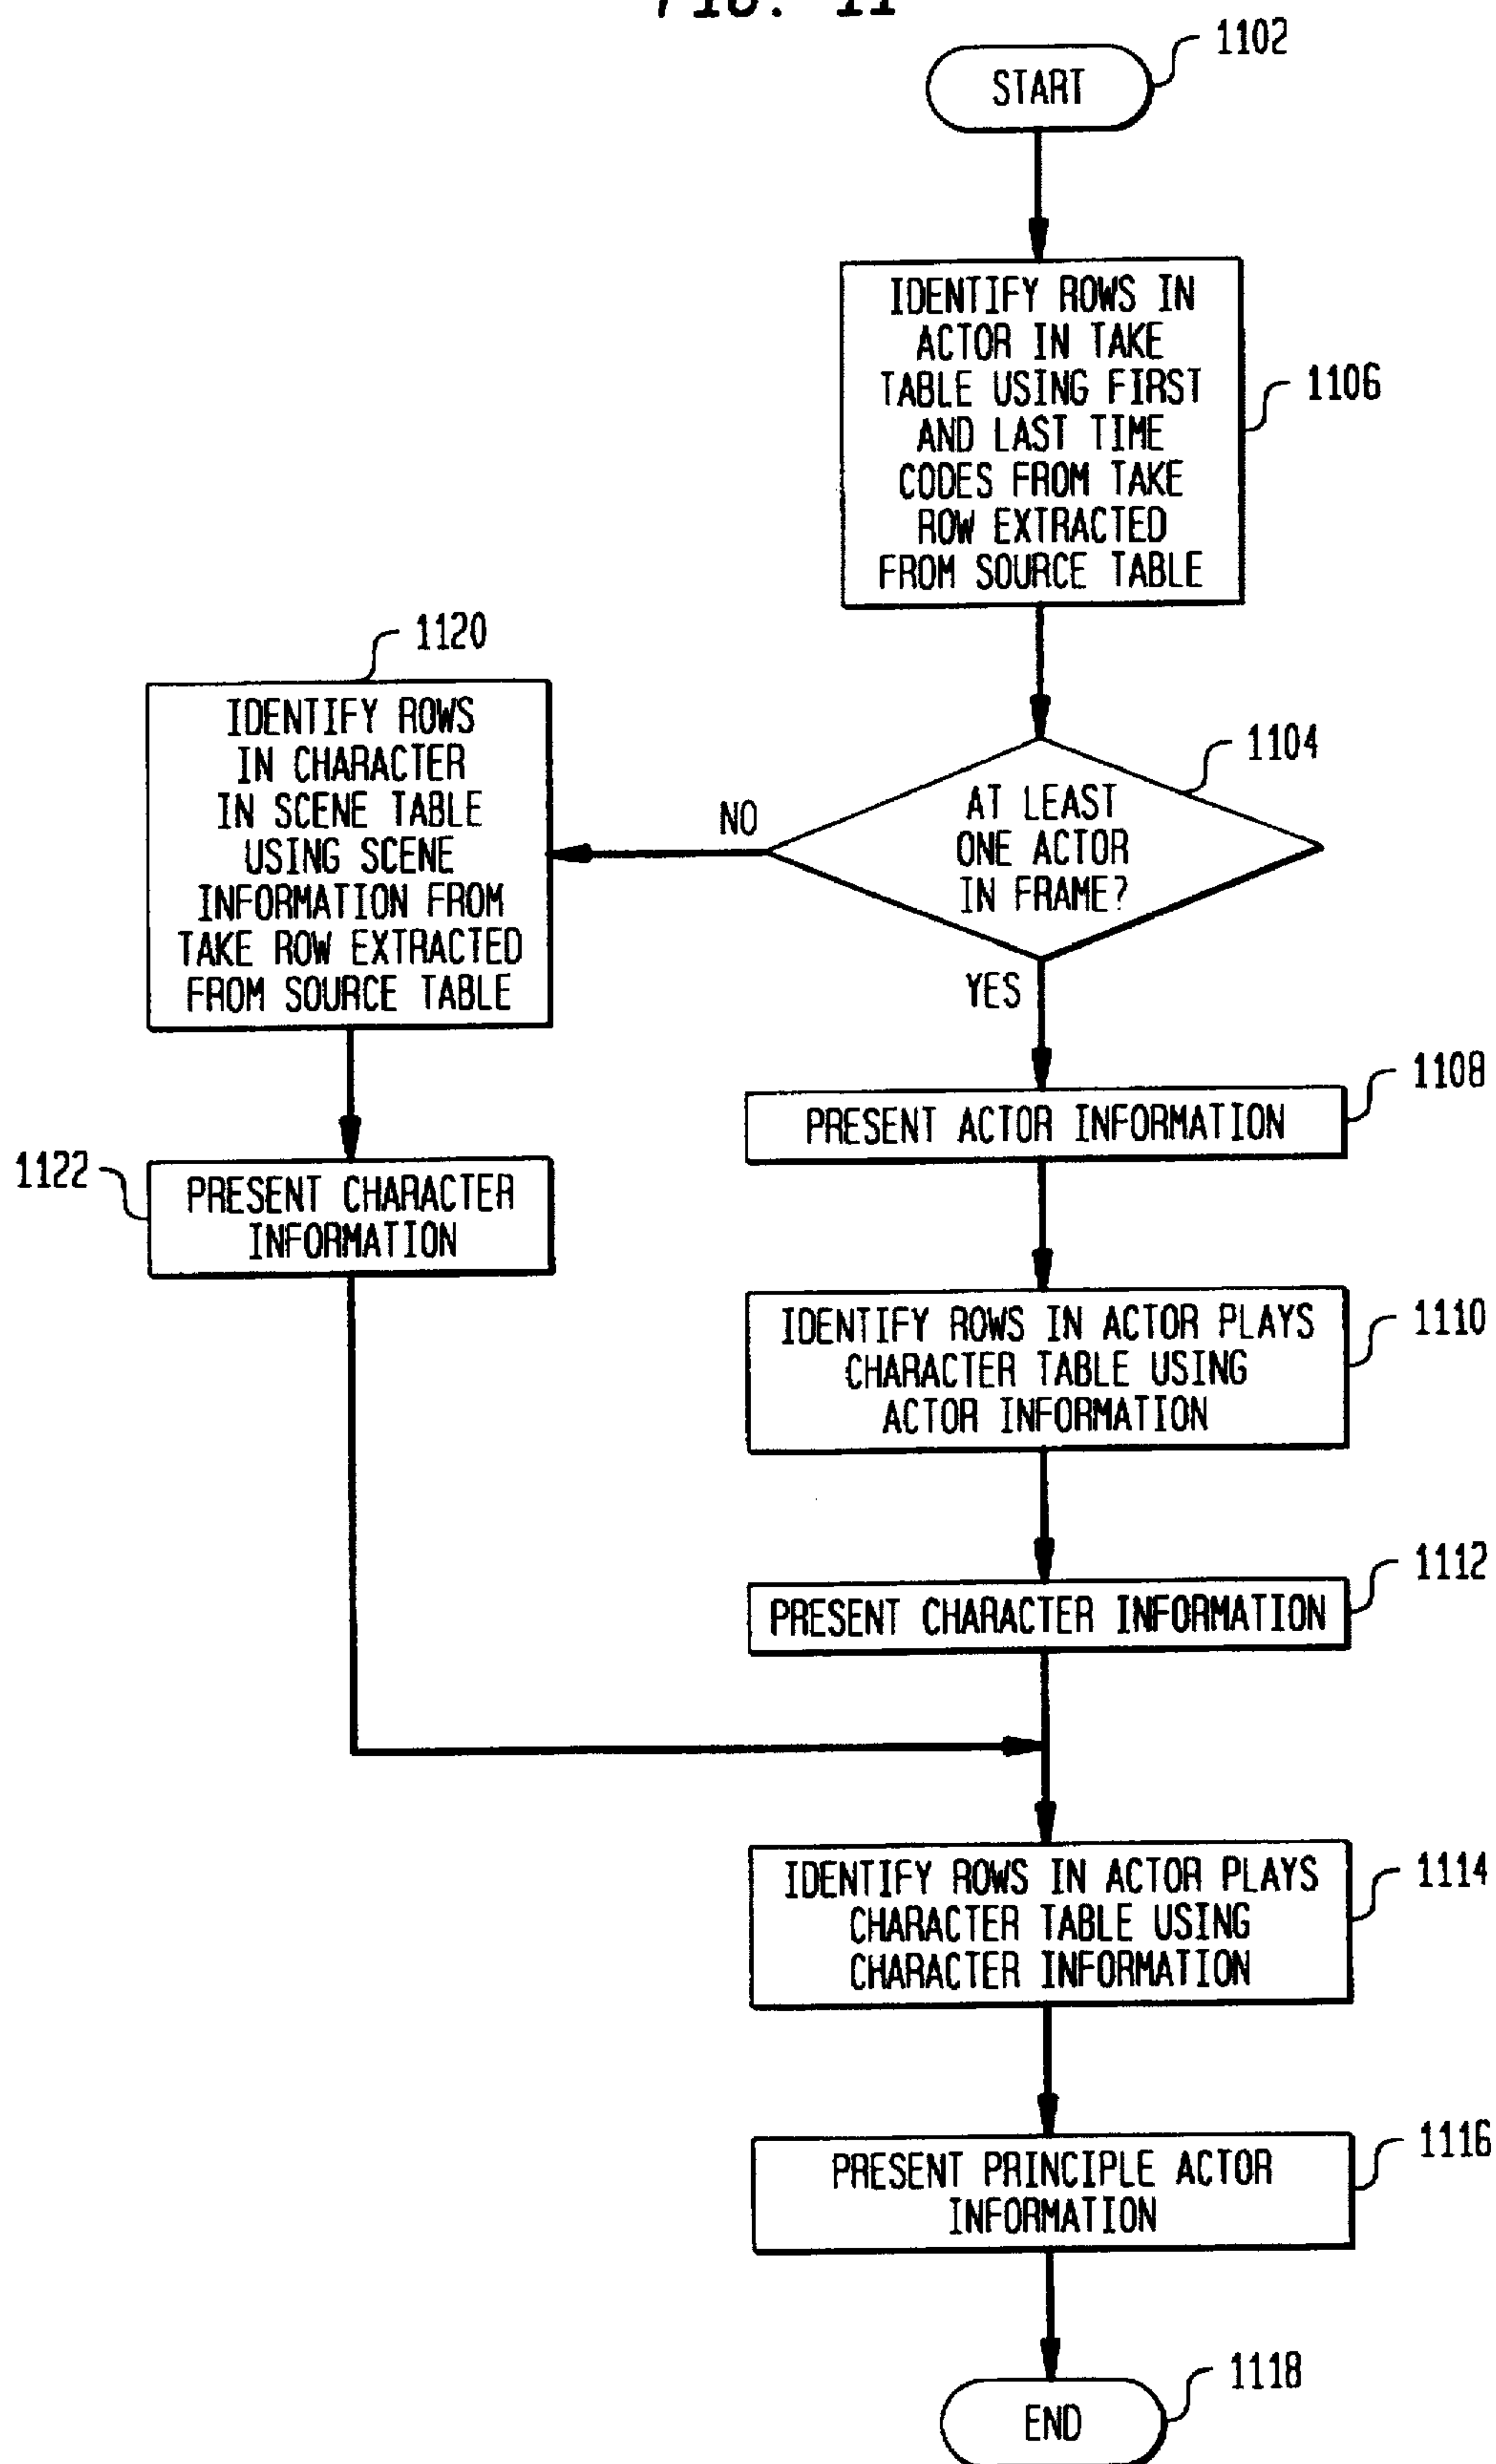 FIG. 11
START
1102
IDENTIFY ROWS IN
ACTOR IN TAKE
TABLE USING FIRST
AND LAST TIME
CODES FROM TAKE
ROW EXTRACTED
FROM SOURCE TABLE
1106
1120
IDENTIFY ROWS
IN CHARACTER
IN SCENE TABLE
USING SCENE
INFORMATION FROM
TAKE ROW EXTRACTED
FROM SOURCE TABLE
1104
AT LEAST
ONE ACTOR
IN FRAME?
NO
YES
1108
PRESENT ACTOR INFORMATION
1122
PRESENT CHARACTER
INFORMATION
IDENTIFY ROWS IN ACTOR PLAYS
CHARACTER TABLE USING
ACTOR INFORMATION
1110
1112
PRESENT CHARACTER INFORMATION
IDENTIFY ROWS IN ACTOR PLAYS
CHARACTER TABLE USING
CHARACTER INFORMATION
1114
1116
PRESENT PRINCIPLE ACTOR
INFORMATION
1118
END